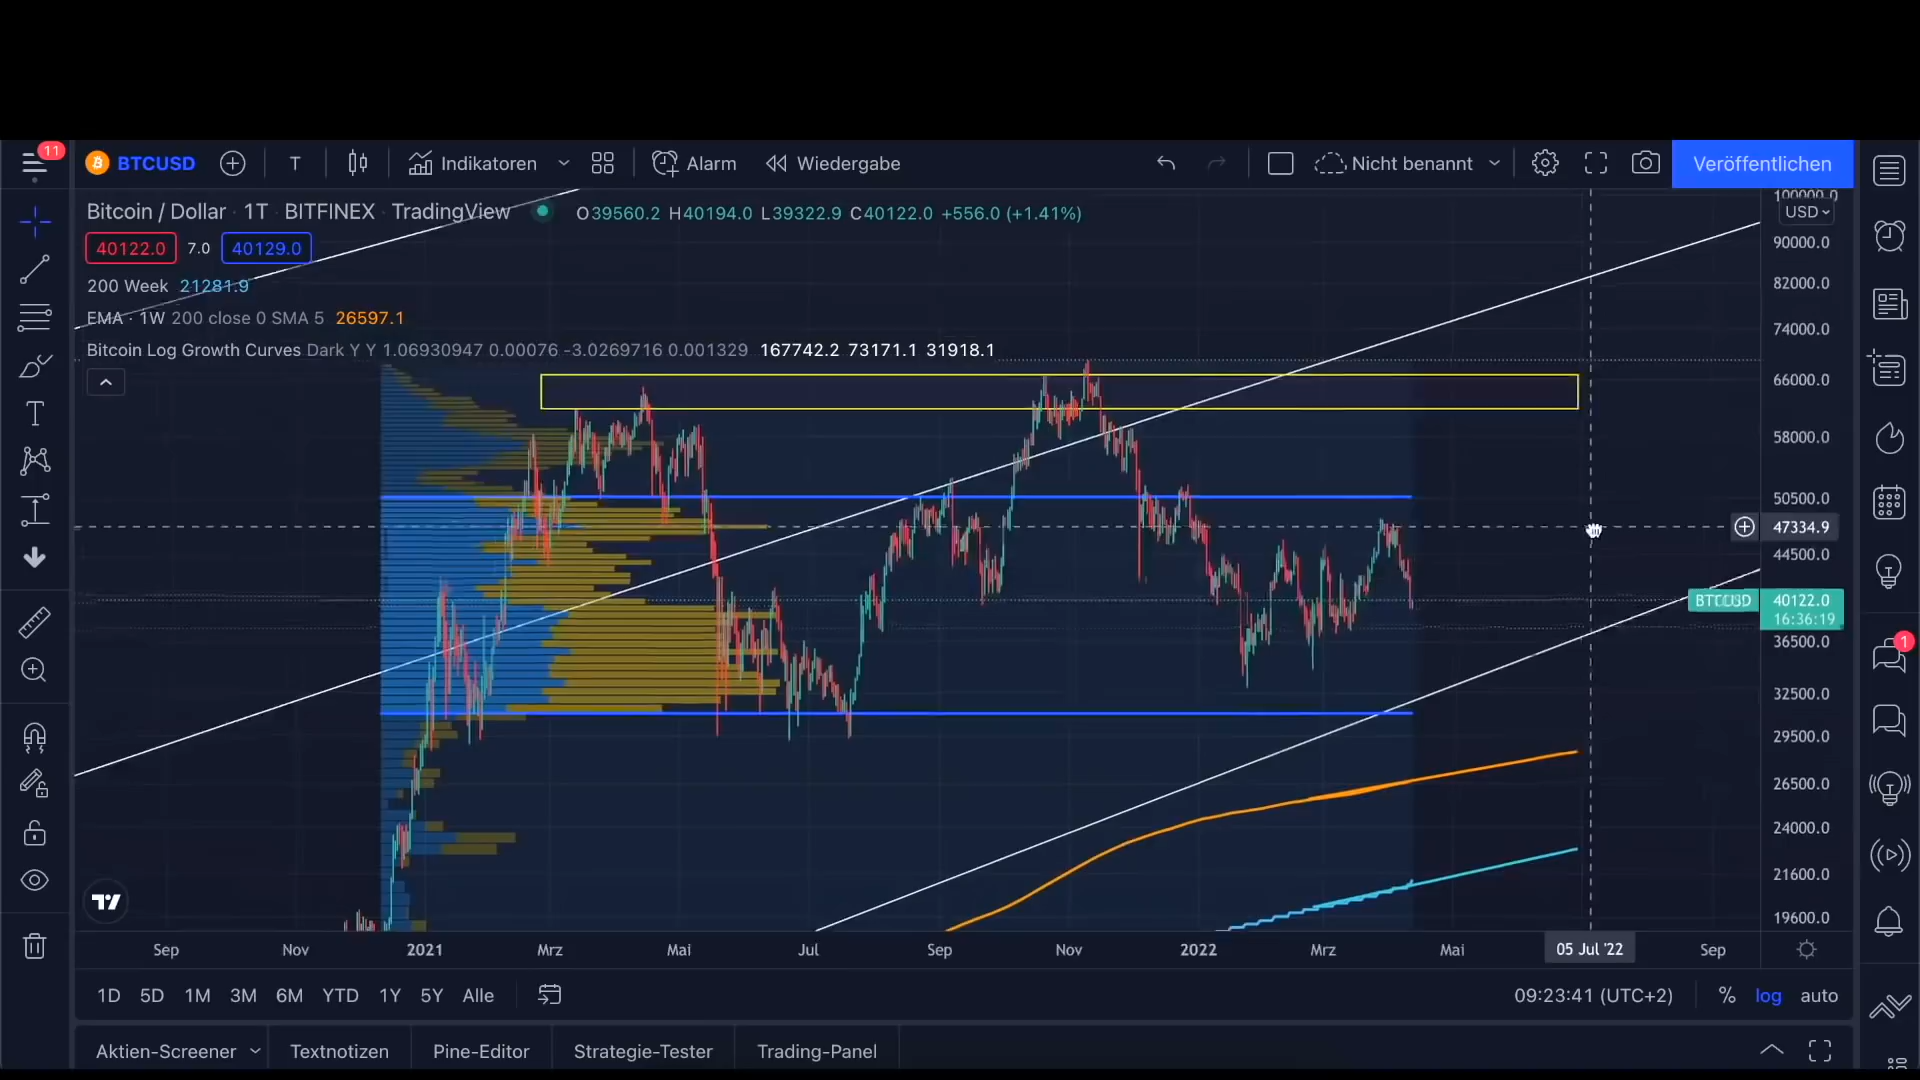 11
BTCUSD
T
Indikatoren
Alarm
Wiedergabe
Nicht benannt
Veröffentlichen
Bitcoin / Dollar · 1T · BITFINEX · TradingView
O39560.2 H40194.0 L39322.9 C40122.0 +556.0 (+1.41%)
40122.0 7.0 40129.0
200 Week 21281.9
EMA · 1W 200 close 0 SMA 5 26597.1
Bitcoin Log Growth Curves Dark Y Y 1.06930947 0.00076 -3.0269716 0.001329 167742.2 73171.1 31918.1
100000.0
USD
90000.0
82000.0
74000.0
66000.0
58000.0
50500.0
47334.9
44500.0
BTCUSD 40122.0
16:36:19
36500.0
32500.0
29500.0
26500.0
24000.0
21600.0
19600.0
1
Sep Nov 2021 Mrz Mai Jul Sep Nov 2022 Mrz Mai 05 Jul '22 Sep
1D 5D 1M 3M 6M YTD 1Y 5Y Alle
09:23:41 (UTC+2) % log auto
Aktien-Screener Textnotizen Pine-Editor Strategie-Tester Trading-Panel